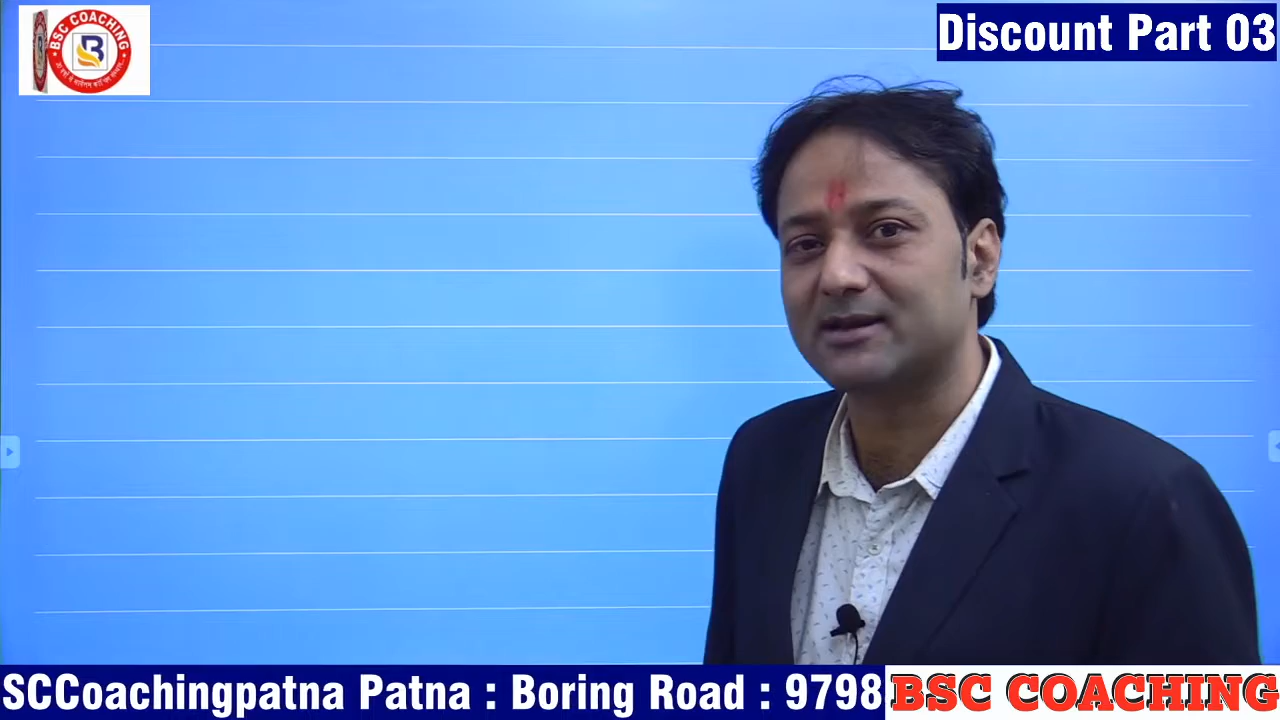 BSC COACHING
Discount Part 03
SCCoachingpatna Patna : Boring Road : 9798
BSC COACHING